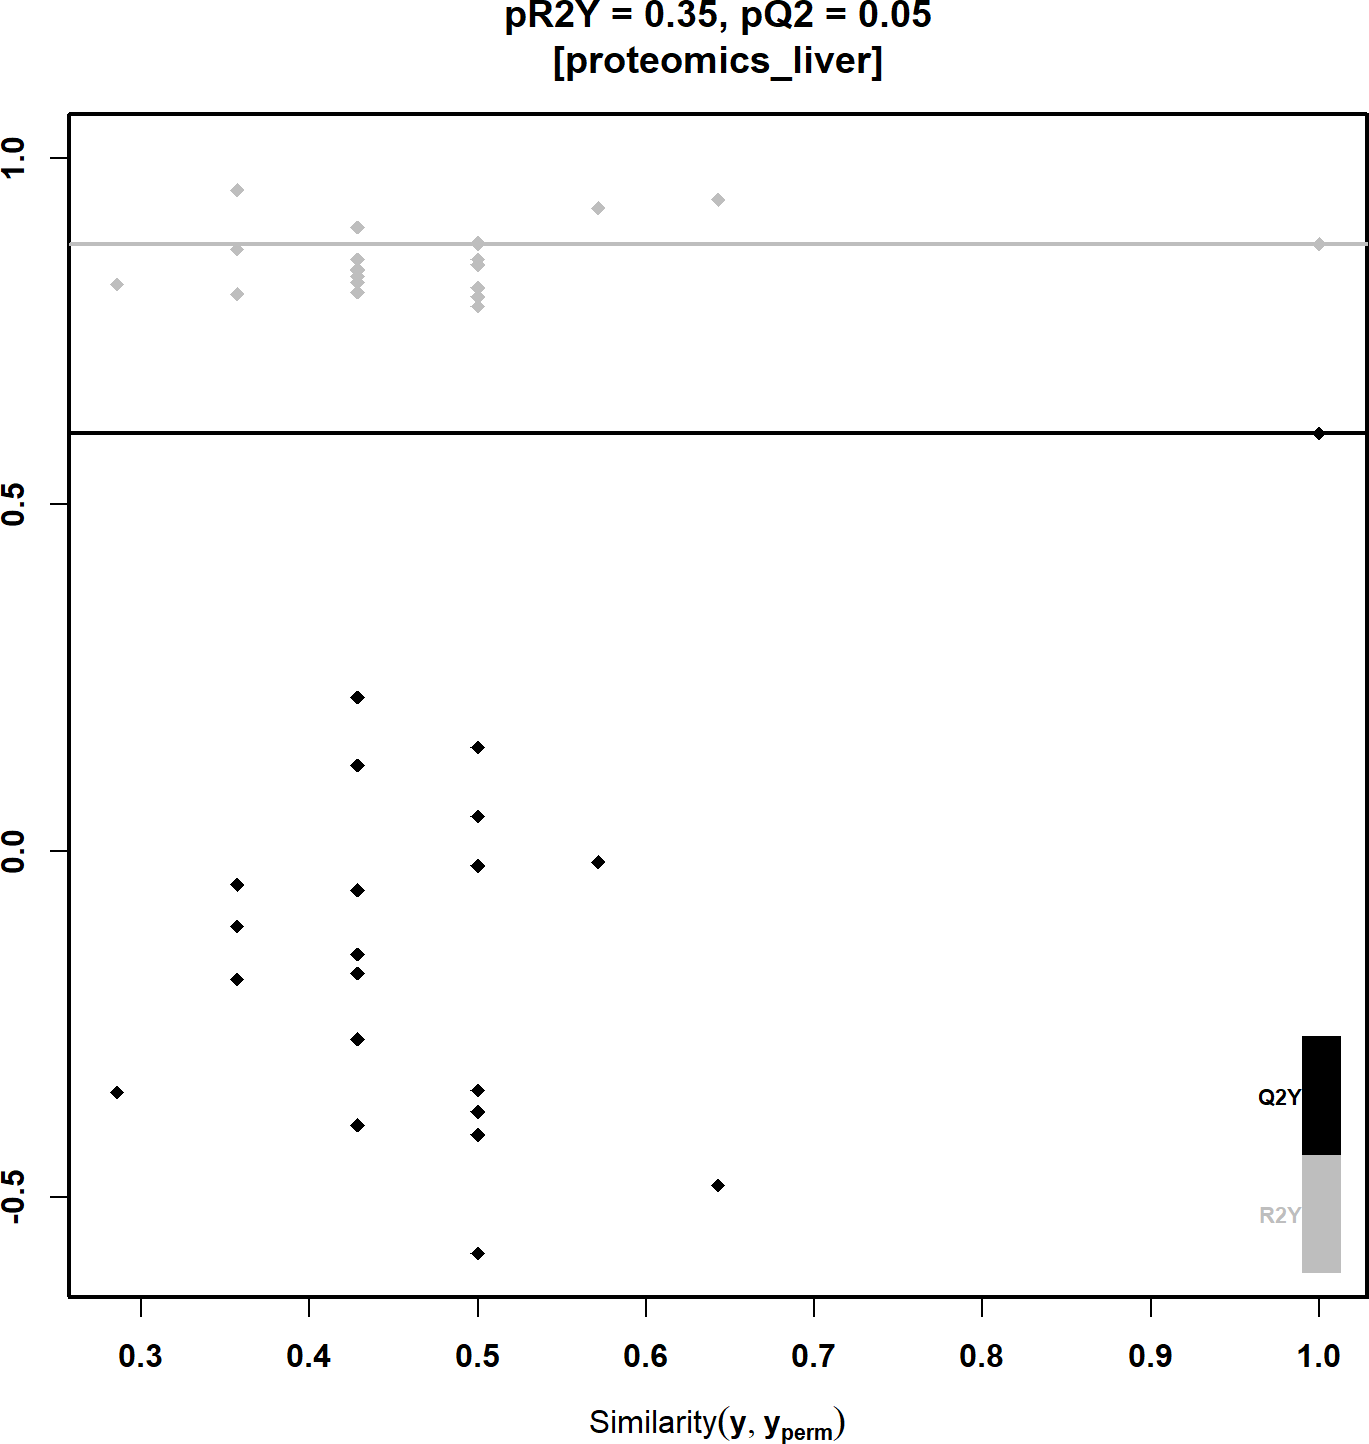 pR2Y = 0.35, pQ2 = 0.05
[proteomics_liver]
1.0
0.5
0.0
-0.5
Q2Y
R2Y
0.3 0.4 0.5 0.6 0.7 0.8 0.9 1.0
Similarity(y, yperm)